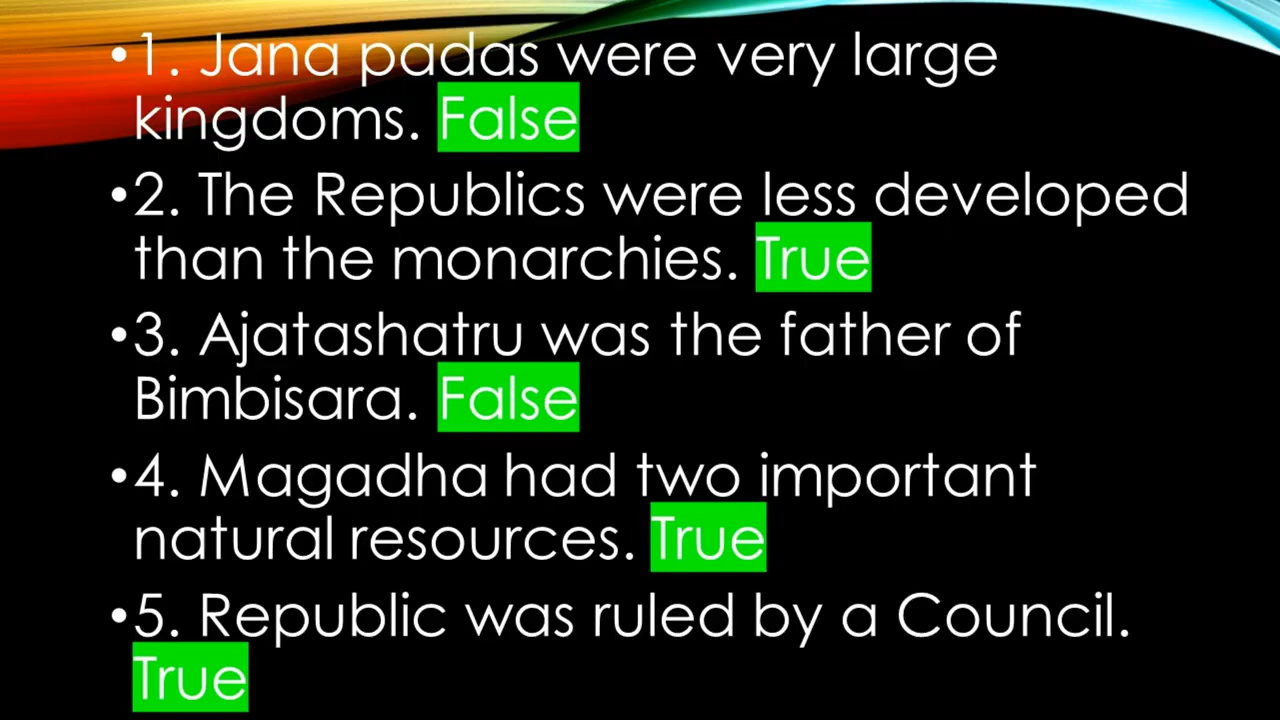 •1. Jana padas were very large
kingdoms. False
•2. The Republics were less developed
than the monarchies. True
•3. Ajatashatru was the father of
Bimbisara. False
•4. Magadha had two important
natural resources. True
•5. Republic was ruled by a Council.
True